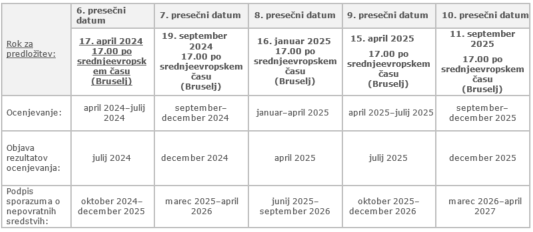 6. presečni datum
7. presečni datum
8. presečni datum
9. presečni datum
10. presečni datum
Rok za
predložitev:
17. april 2024
17.00 po
srednjeevropsk
em času
(Bruselj)
19. september
2024
17.00 po
srednjeevropskem
času
(Bruselj)
16. januar 2025
17.00 po
srednjeevropskem
času
(Bruselj)
15. april 2025
17.00 po
srednjeevropskem
času
(Bruselj)
11. september
2025
17.00 po
srednjeevropskem
času
(Bruselj)
Ocenjevanje:
april 2024–julij
2024
september–
december 2024
januar–april 2025
april 2025–julij 2025
september–
december 2025
Objava
rezultatov
ocenjevanja:
julij 2024
december 2024
april 2025
julij 2025
december 2025
Podpis
sporazuma o
nepovratnih
sredstvih:
oktober 2024–
december 2025
marec 2025–april
2026
junij 2025–
september 2026
oktober 2025–
december 2026
marec 2026–april
2027